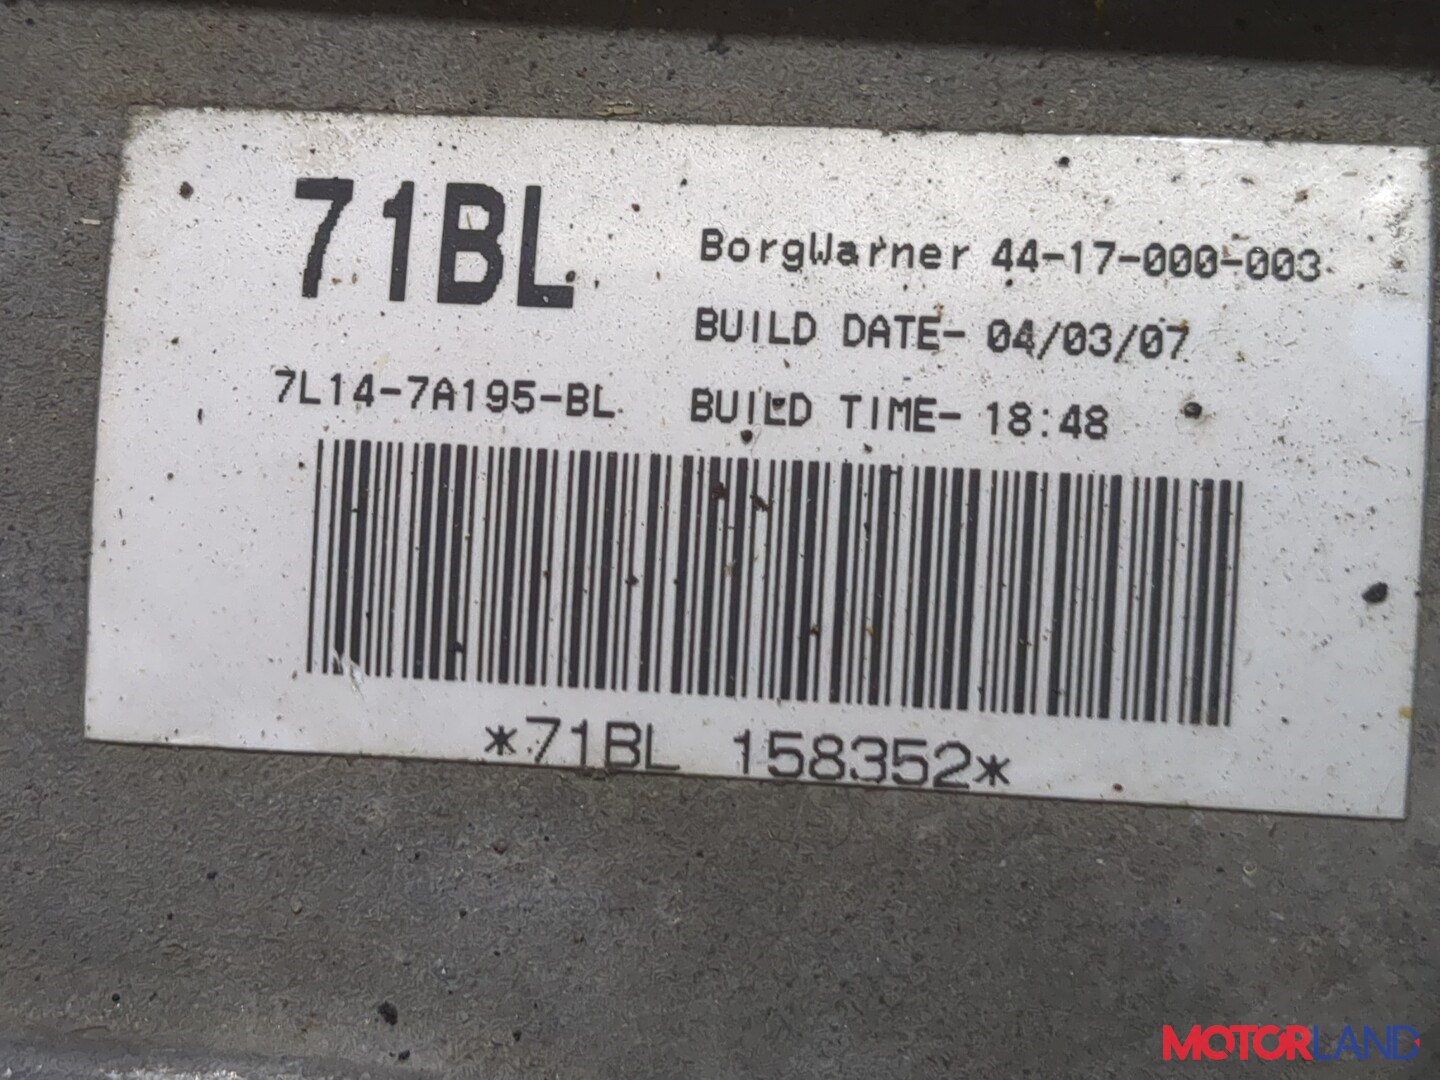 71BL
BorgWarner 44-17-000-003
BUILD DATE- 04/03/07
7L14-7A195-BL
BUILD TIME- 18:48
*71BL 158352*
MOTORLAND